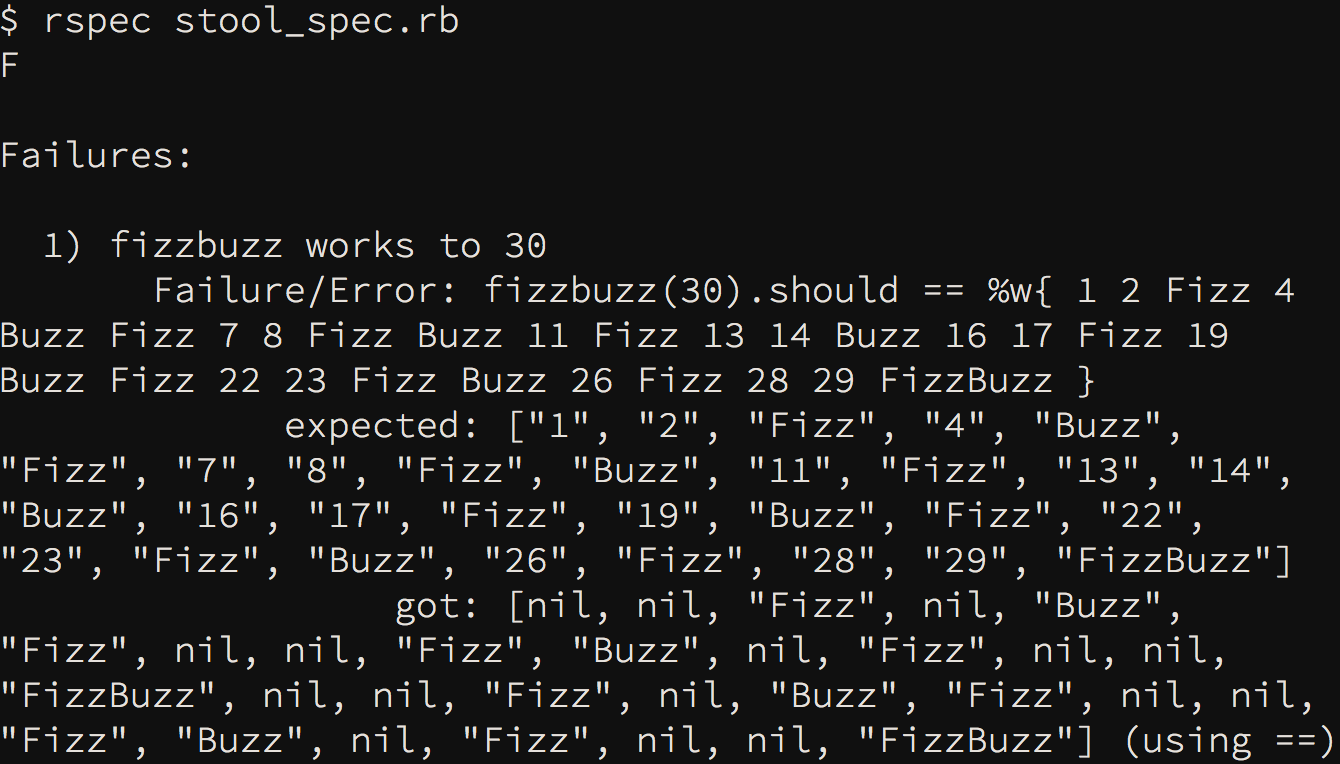 $ rspec stool_spec.rb
F
Failures:
1) fizzbuzz works to 30
Failure/Error: fizzbuzz(30).should == %w{ 1 2 Fizz 4
Buzz Fizz 7 8 Fizz Buzz 11 Fizz 13 14 Buzz 16 17 Fizz 19
Buzz Fizz 22 23 Fizz Buzz 26 Fizz 28 29 FizzBuzz }
expected: ["1", "2", "Fizz", "4", "Buzz",
"Fizz", "7", "8", "Fizz", "Buzz", "11", "Fizz", "13", "14",
"Buzz", "16", "17", "Fizz", "19", "Buzz", "Fizz", "22",
"23", "Fizz", "Buzz", "26", "Fizz", "28", "29", "FizzBuzz"]
got: [nil, nil, "Fizz", nil, "Buzz",
"Fizz", nil, nil, "Fizz", "Buzz", nil, "Fizz", nil, nil,
"FizzBuzz", nil, nil, "Fizz", nil, "Buzz", "Fizz", nil, nil,
"Fizz", "Buzz", nil, "Fizz", nil, nil, "FizzBuzz"] (using ==)